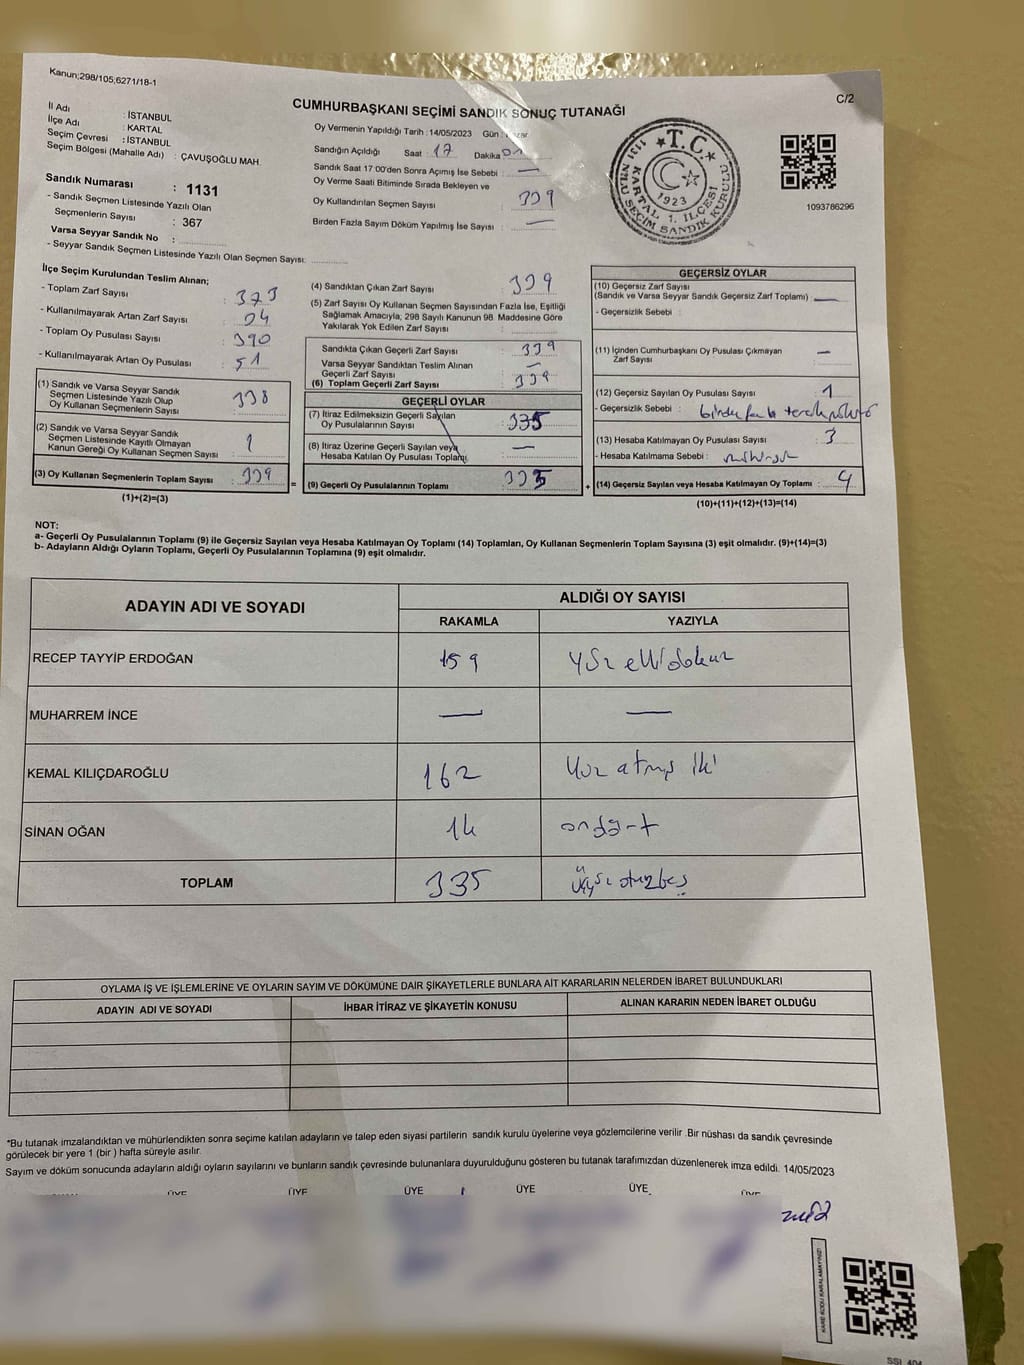 Kanun;298/105;6271/18-1
C/2
CUMHURBAŞKANI SEÇİMİ SANDIK SONUÇ TUTANAĞI
İl Adı : İSTANBUL
İlçe Adı : KARTAL
Seçim Çevresi : İSTANBUL
Seçim Bölgesi (Mahalle Adı) : ÇAVUŞOĞLU MAH.
Sandık Numarası : 1131
- Sandık Seçmen Listesinde Yazılı Olan
Seçmenlerin Sayısı : 367
Varsa Seyyar Sandık No :
- Seyyar Sandık Seçmen Listesinde Yazılı Olan Seçmen Sayısı:
Oy Vermenin Yapıldığı Tarih : 14/05/2023 Gün :
Sandığın Açıldığı Saat : 17 Dakika
Sandık Saat 17:00'den Sonra Açımış İse Sebebi : —
Oy Verme Saati Bitiminde Sırada Bekleyen ve
Oy Kullandırılan Seçmen Sayısı : 339
Birden Fazla Sayım Döküm Yapılmış İse Sayısı : —
T.C.
1923
KARTAL 1. İLÇESİ
1131 NOLU SEÇİM SANDIK KURULU
1093786296
İlçe Seçim Kurulundan Teslim Alınan;
- Toplam Zarf Sayısı : 373
- Kullanılmayarak Artan Zarf Sayısı : 04
- Toplam Oy Pusulası Sayısı : 390
- Kullanılmayarak Artan Oy Pusulası : 51
(1) Sandık ve Varsa Seyyar Sandık
Seçmen Listesinde Yazılı Olup
Oy Kullanan Seçmenlerin Sayısı : 338
(2) Sandık ve Varsa Seyyar Sandık
Seçmen Listesinde Kayıtlı Olmayan
Kanun Gereği Oy Kullanan Seçmen Sayısı : 1
(3) Oy Kullanan Seçmenlerin Toplam Sayısı : 339
(1)+(2)=(3)
(4) Sandıktan Çıkan Zarf Sayısı : 339
(5) Zarf Sayısı Oy Kullanan Seçmen Sayısından Fazla İse, Eşitliği
Sağlamak Amacıyla; 298 Sayılı Kanunun 98. Maddesine Göre
Yakılarak Yok Edilen Zarf Sayısı :
Sandıkta Çıkan Geçerli Zarf Sayısı : 339
Varsa Seyyar Sandıktan Teslim Alınan
Geçerli Zarf Sayısı : —
(6) Toplam Geçerli Zarf Sayısı : 339
GEÇERLİ OYLAR
(7) İtiraz Edilmeksizin Geçerli Sayılan
Oy Pusulalarının Sayısı : 335
(8) İtiraz Üzerine Geçerli Sayılan veya
Hesaba Katılan Oy Pusulası Toplamı : —
(9) Geçerli Oy Pusulalarının Toplamı : 335
GEÇERSİZ OYLAR
(10) Geçersiz Zarf Sayısı
(Sandık ve Varsa Seyyar Sandık Geçersiz Zarf Toplamı) : —
- Geçersizlik Sebebi :
(11) İçinden Cumhurbaşkanı Oy Pusulası Çıkmayan
Zarf Sayısı : —
(12) Geçersiz Sayılan Oy Pusulası Sayısı : 1
- Geçersizlik Sebebi :
(13) Hesaba Katılmayan Oy Pusulası Sayısı : 3
- Hesaba Katılmama Sebebi :
(14) Geçersiz Sayılan veya Hesaba Katılmayan Oy Toplamı : 4
(10)+(11)+(12)+(13)=(14)
NOT:
a- Geçerli Oy Pusulalarının Toplamı (9) ile Geçersiz Sayılan veya Hesaba Katılmayan Oy Toplamı (14) Toplamları, Oy Kullanan Seçmenlerin Toplam Sayısına (3) eşit olmalıdır. (9)+(14)=(3)
b- Adayların Aldığı Oyların Toplamı, Geçerli Oy Pusulalarının Toplamına (9) eşit olmalıdır.
ADAYIN ADI VE SOYADI ALDIĞI OY SAYISI
RAKAMLA YAZIYLA
RECEP TAYYİP ERDOĞAN 159 yüz elli dokuz
MUHARREM İNCE — —
KEMAL KILIÇDAROĞLU 162 Yüz atmış iki
SİNAN OĞAN 14 ondört
TOPLAM 335 üçyüz otuzbeş
OYLAMA İŞ VE İŞLEMLERİNE VE OYLARIN SAYIM VE DÖKÜMÜNE DAİR ŞİKAYETLERLE BUNLARA AİT KARARLARIN NELERDEN İBARET BULUNDUKLARI
ADAYIN ADI VE SOYADI İHBAR İTİRAZ VE ŞİKAYETİN KONUSU ALINAN KARARIN NEDEN İBARET OLDUĞU
*Bu tutanak imzalandıktan ve mühürlendikten sonra seçime katılan adayların ve talep eden siyasi partilerin sandık kurulu üyelerine veya gözlemcilerine verilir. Bir nüshası da sandık çevresinde
görülecek bir yere 1 (bir) hafta süreyle asılır.
Sayım ve döküm sonucunda adayların aldığı oyların sayılarını ve bunların sandık çevresinde bulunanlara duyurulduğunu gösteren bu tutanak tarafımızdan düzenlenerek imza edildi. 14/05/2023
ÜYE ÜYE ÜYE ÜYE ÜYE ÜYE
KARE KODU KARALAMAYINIZ!
SSI_404